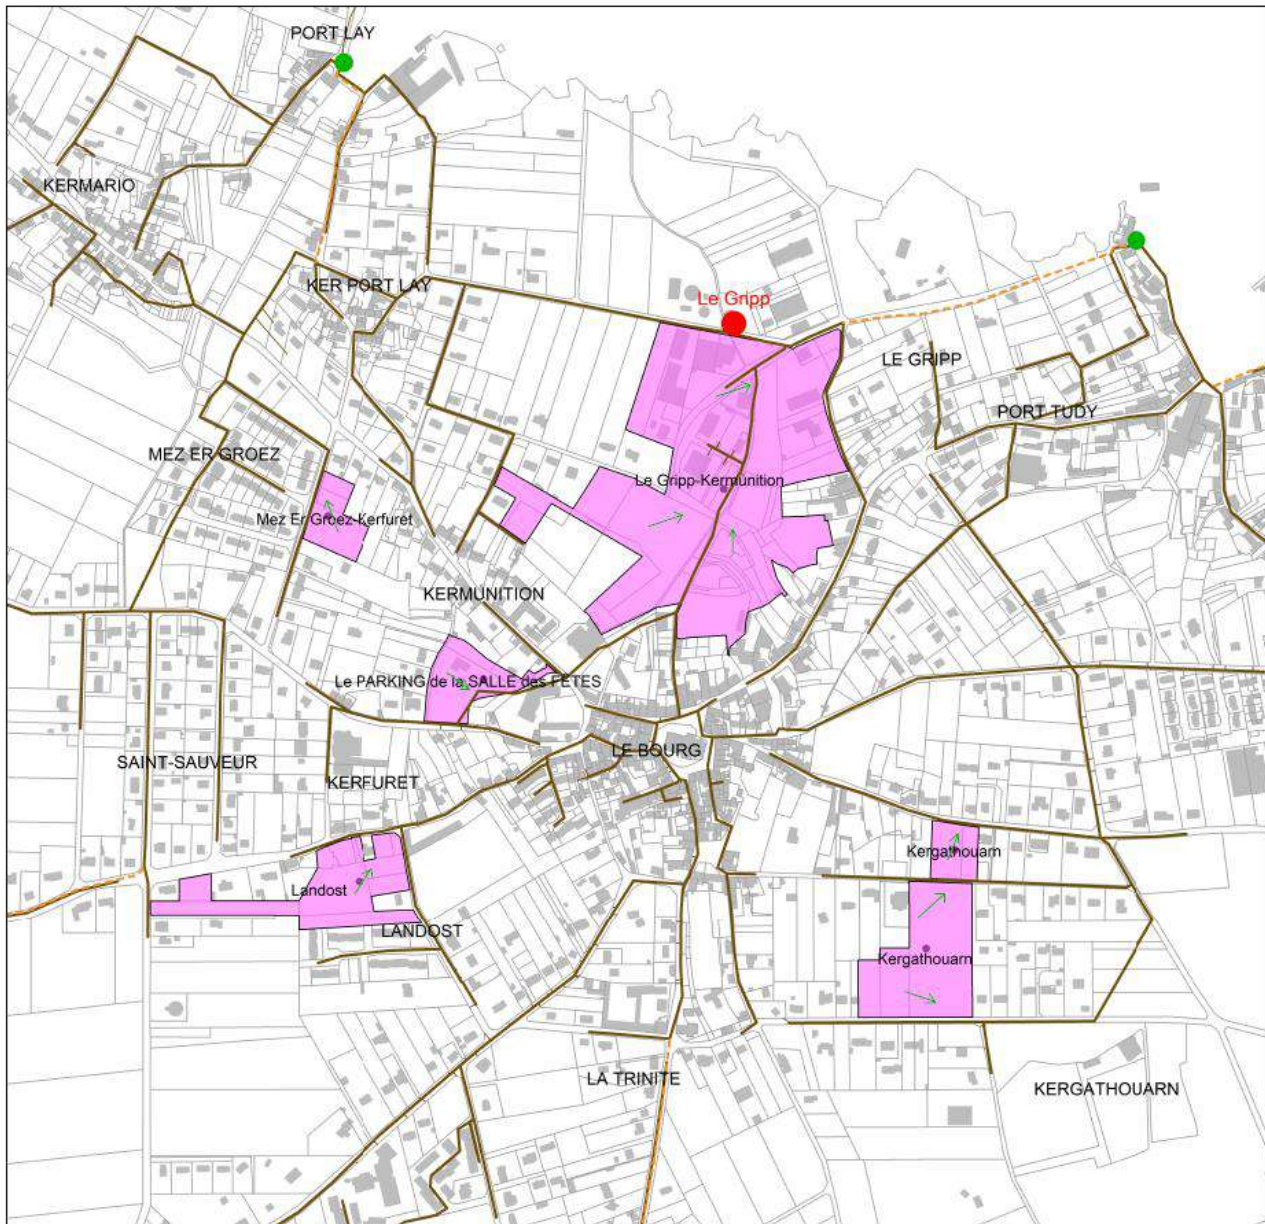 PORT LAY
KERMARIO
KER PORT LAY
Le Gripp
LE GRIPP
PORT TUDY
MEZ ER GROEZ
Le Gripp-Kermunition
Mez Er Groez-Kerfuret
KERMUNITION
Le PARKING de la SALLE des FETES
LE BOURG
SAINT-SAUVEUR
KERFURET
Kergathouarn
Landost
LANDOST
Kergathouarn
LA TRINITE
KERGATHOUARN